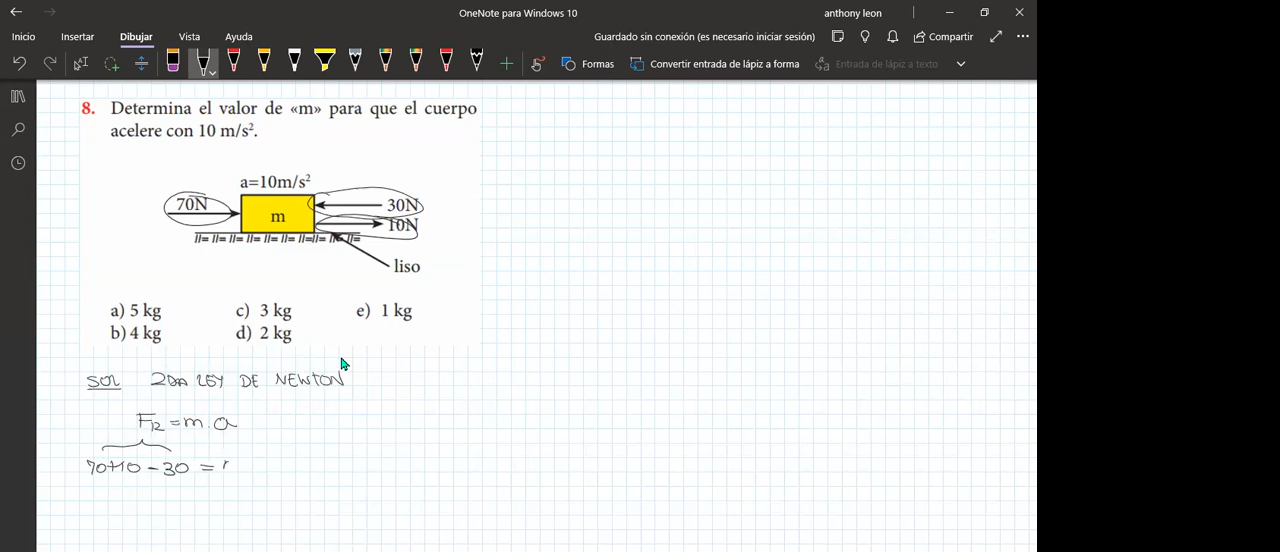 OneNote para Windows 10
anthony leon
Inicio Insertar Dibujar Vista Ayuda
Guardado sin conexión (es necesario iniciar sesión)
Compartir
Formas
Convertir entrada de lápiz a forma
Entrada de lápiz a texto
8. Determina el valor de «m» para que el cuerpo
acelere con 10 m/s².
a=10m/s²
70N
30N
m
10N
liso
a) 5 kg c) 3 kg e) 1 kg
b) 4 kg d) 2 kg
SOL 2DA LEY DE NEWTON
FR = m.a
70+10 - 30 =